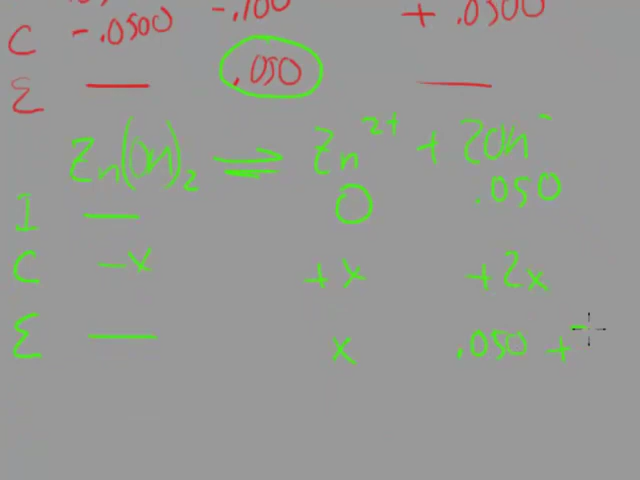 C - .0500 - .100 + .0500
E — .050 —
Zn(OH)₂ ⇌ Zn²⁺ + 2OH⁻
I — 0 .050
C - x + x + 2x
E — x .050 +